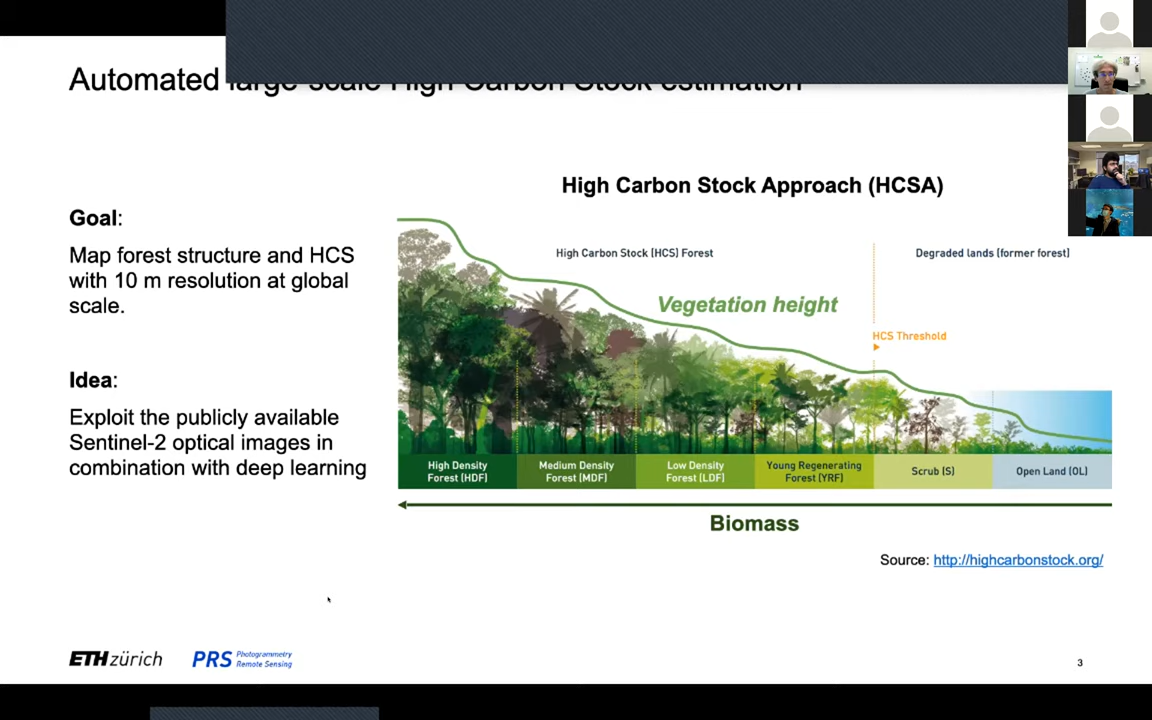 Automated large-scale High Carbon Stock estimation
High Carbon Stock Approach (HCSA)
Goal:
Map forest structure and HCS
with 10 m resolution at global
scale.
Idea:
Exploit the publicly available
Sentinel-2 optical images in
combination with deep learning
High Carbon Stock (HCS) Forest
Degraded lands (former forest)
Vegetation height
HCS Threshold
High Density
Forest (HDF)
Medium Density
Forest (MDF)
Low Density
Forest (LDF)
Young Regenerating
Forest (YRF)
Scrub (S)
Open Land (OL)
Biomass
Source: http://highcarbonstock.org/
ETH zürich
PRS Photogrammetry
Remote Sensing
3